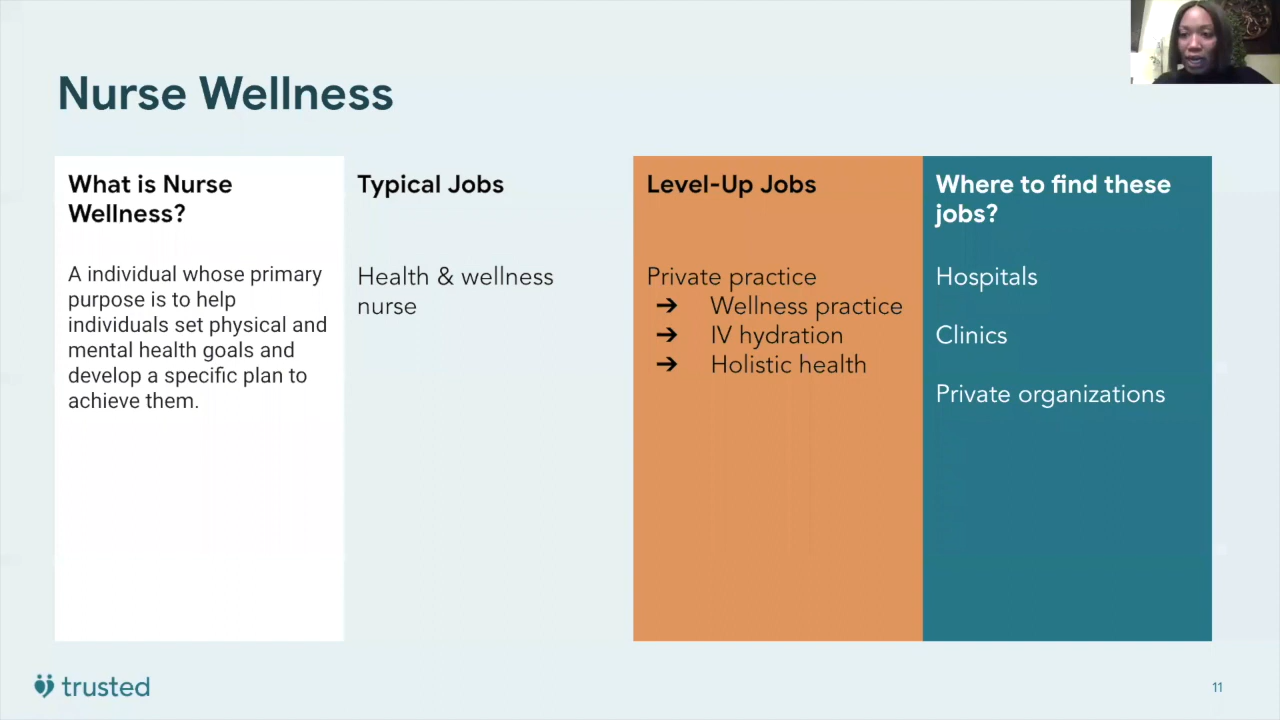 Nurse Wellness
What is Nurse
Wellness?
A individual whose primary
purpose is to help
individuals set physical and
mental health goals and
develop a specific plan to
achieve them.
Typical Jobs
Health & wellness
nurse
Level-Up Jobs
Private practice
➔ Wellness practice
➔ IV hydration
➔ Holistic health
Where to find these
jobs?
Hospitals
Clinics
Private organizations
trusted
11